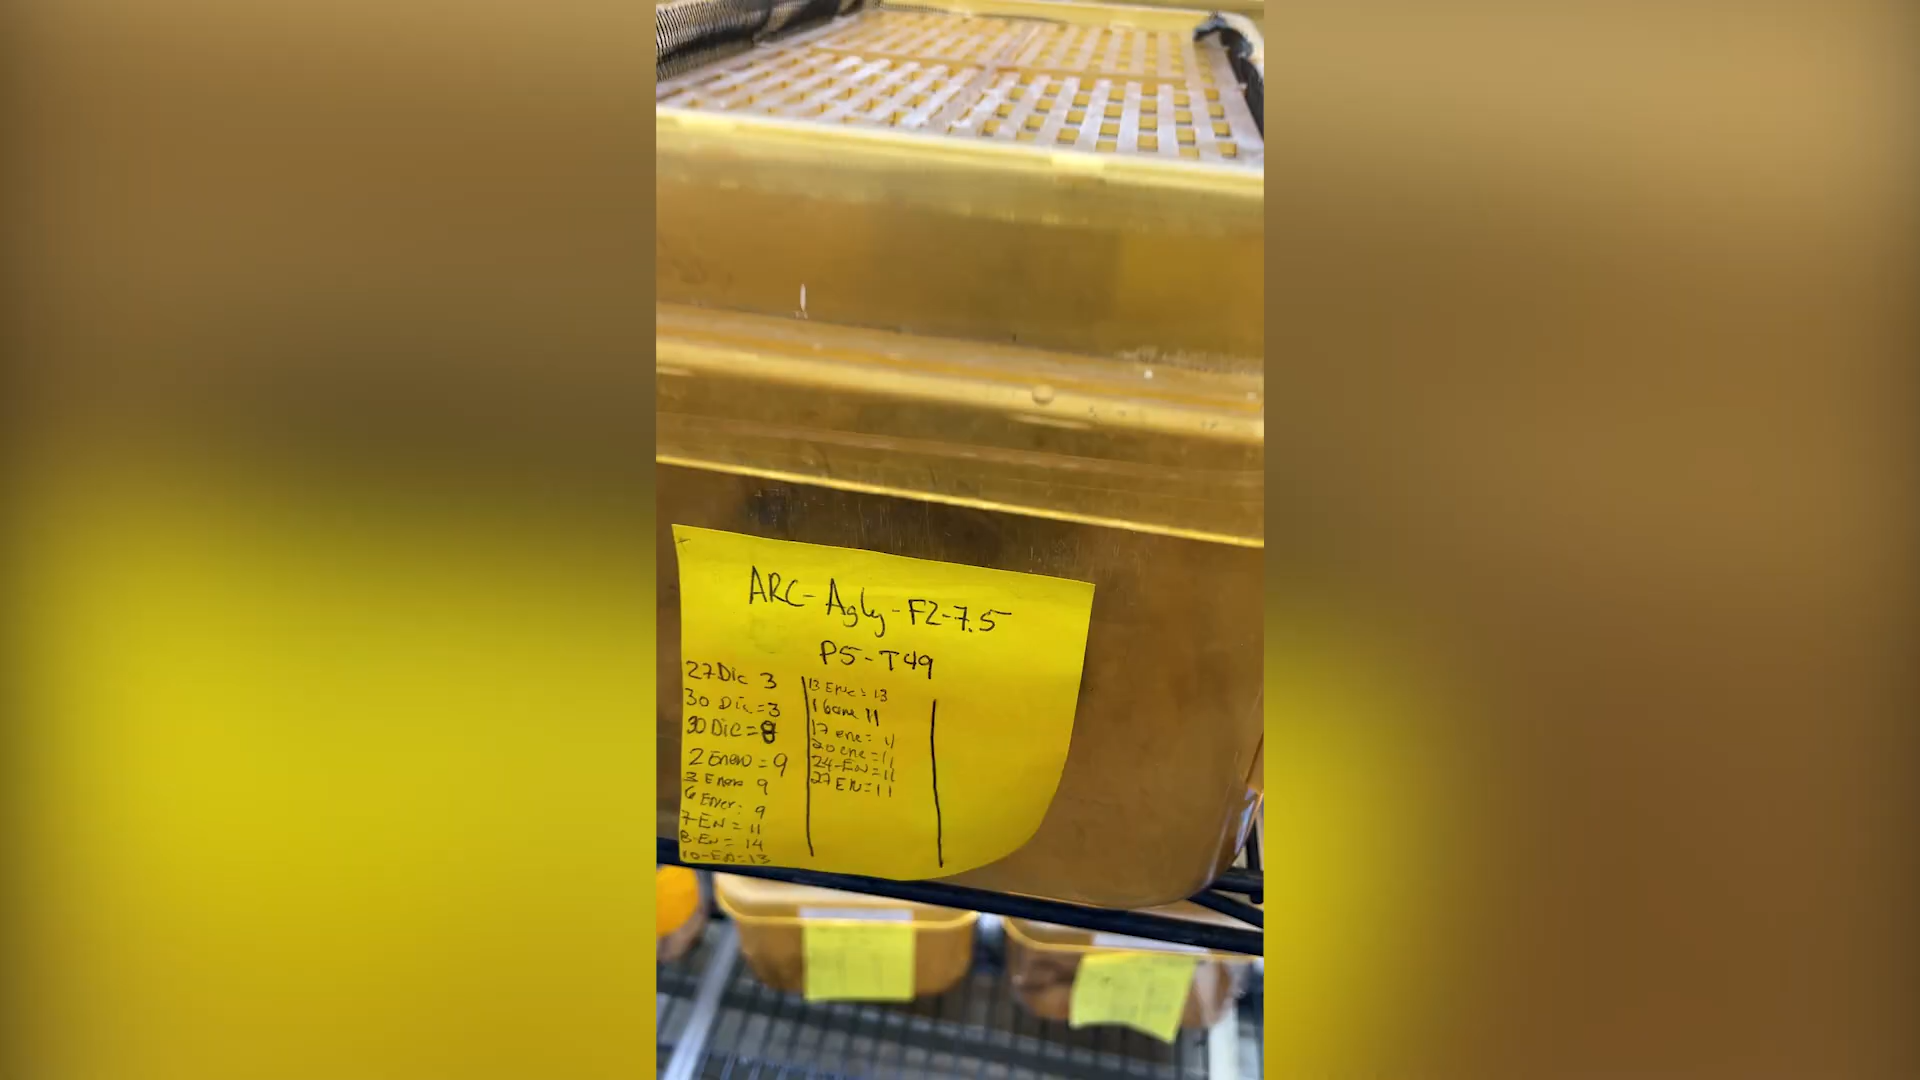 ARC-Agly-F2-7.5
P5-T49
27 Dic 3
30 Dic=3
30 Dic=8
2 Enero=9
3 Enero 9
6 Ener: 9
7-EN=11
8-EN=14
10-EN=13
13 Ene=13
16 ene 11
17 ene=11
20 ene=11
24-EN=11
27 EN=11